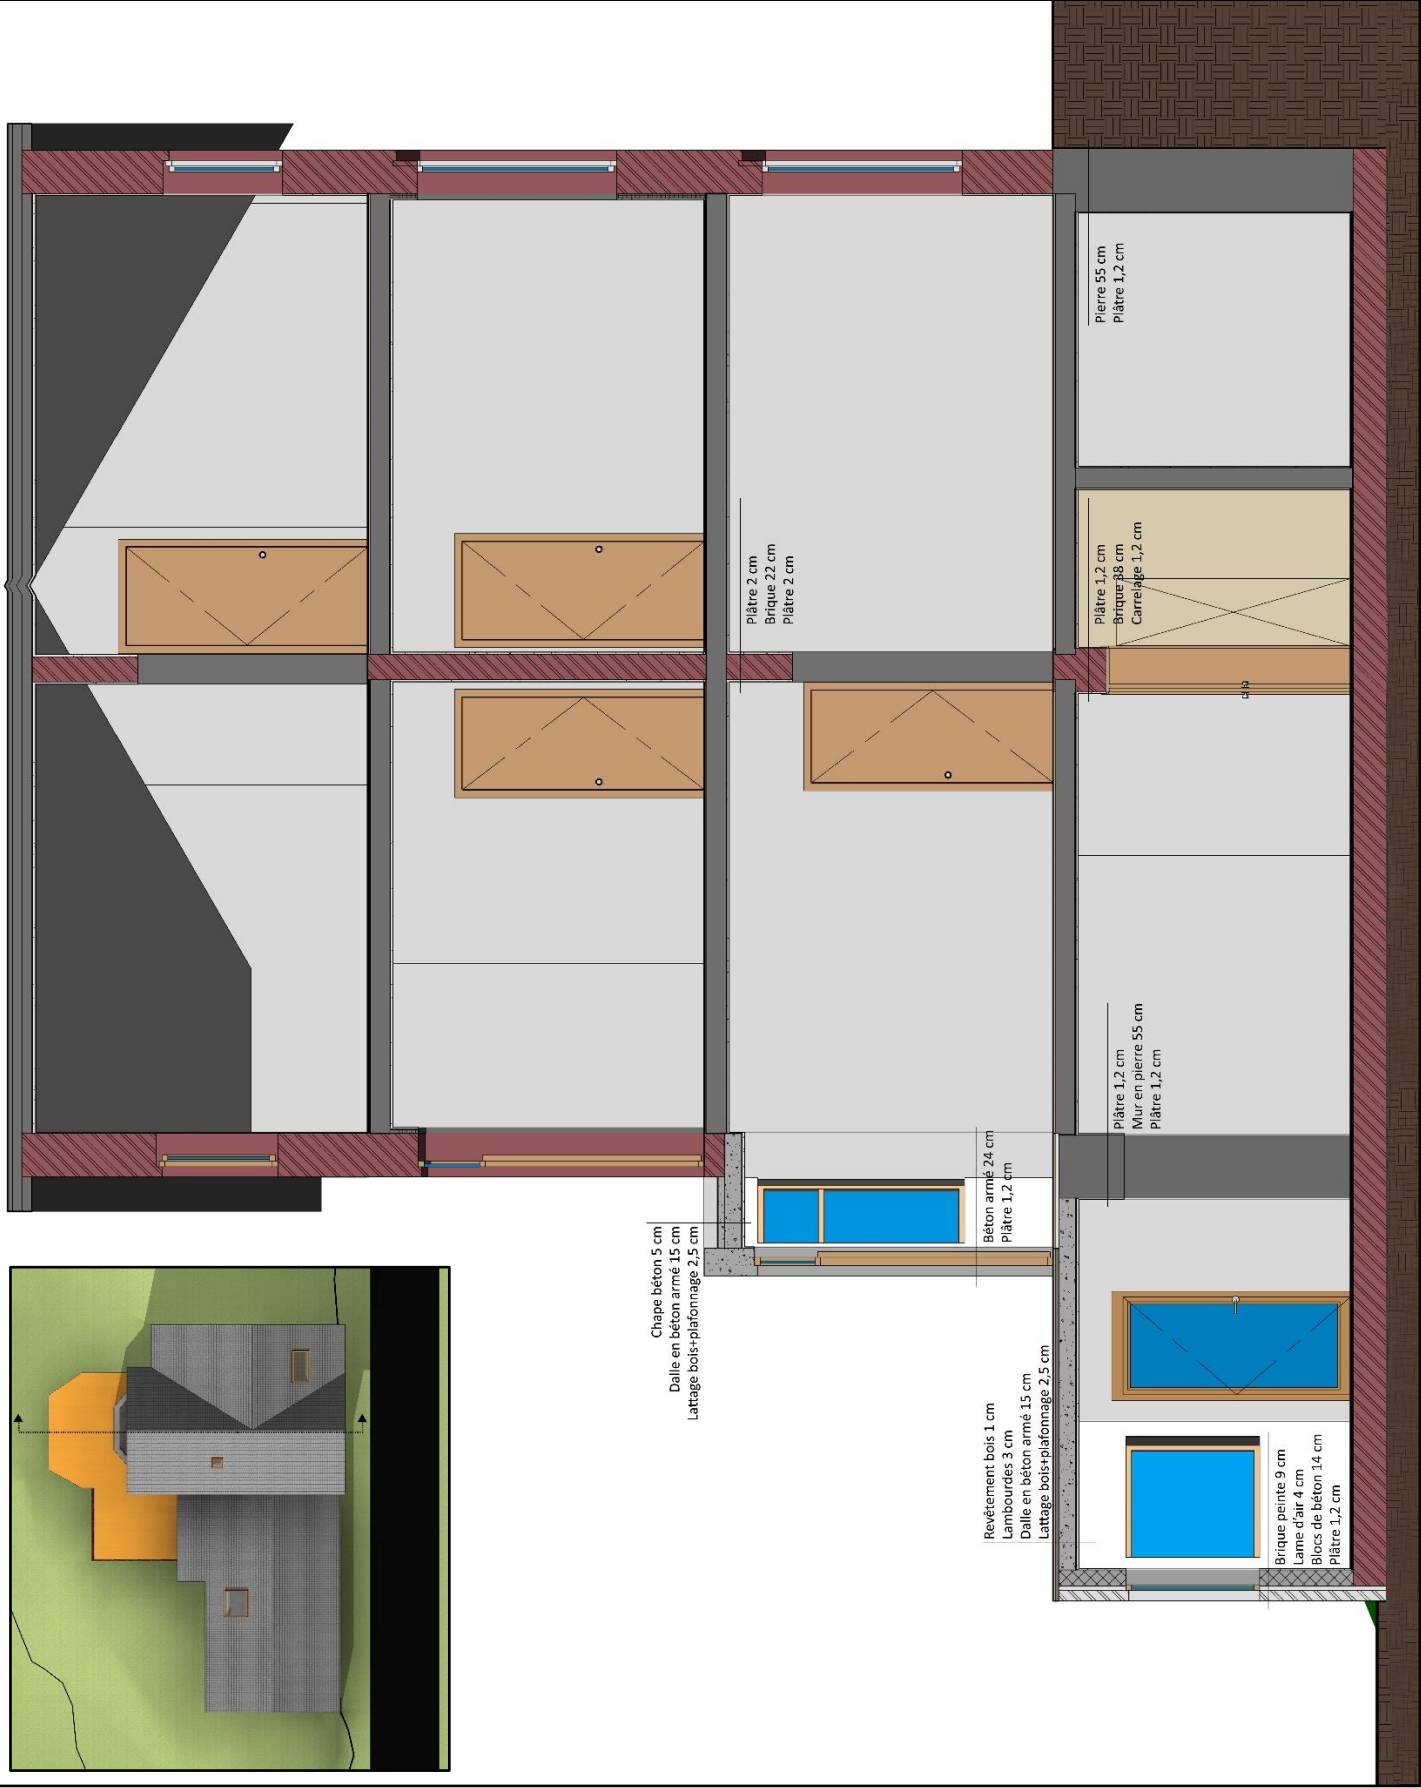 Chape béton 5 cm
Dalle en béton armé 15 cm
Lattage bois+plafonnage 2,5 cm
Plâtre 2 cm
Brique 22 cm
Plâtre 2 cm
Revêtement bois 1 cm
Lambourdes 3 cm
Dalle en béton armé 15 cm
Lattage bois+plafonnage 2,5 cm
Béton armé 24 cm
Plâtre 1,2 cm
Brique peinte 9 cm
Lame d'air 4 cm
Blocs de béton 14 cm
Plâtre 1,2 cm
Plâtre 1,2 cm
Mur en pierre 55 cm
Plâtre 1,2 cm
Plâtre 1,2 cm
Brique 38 cm
Carrelage 1,2 cm
Pierre 55 cm
Plâtre 1,2 cm